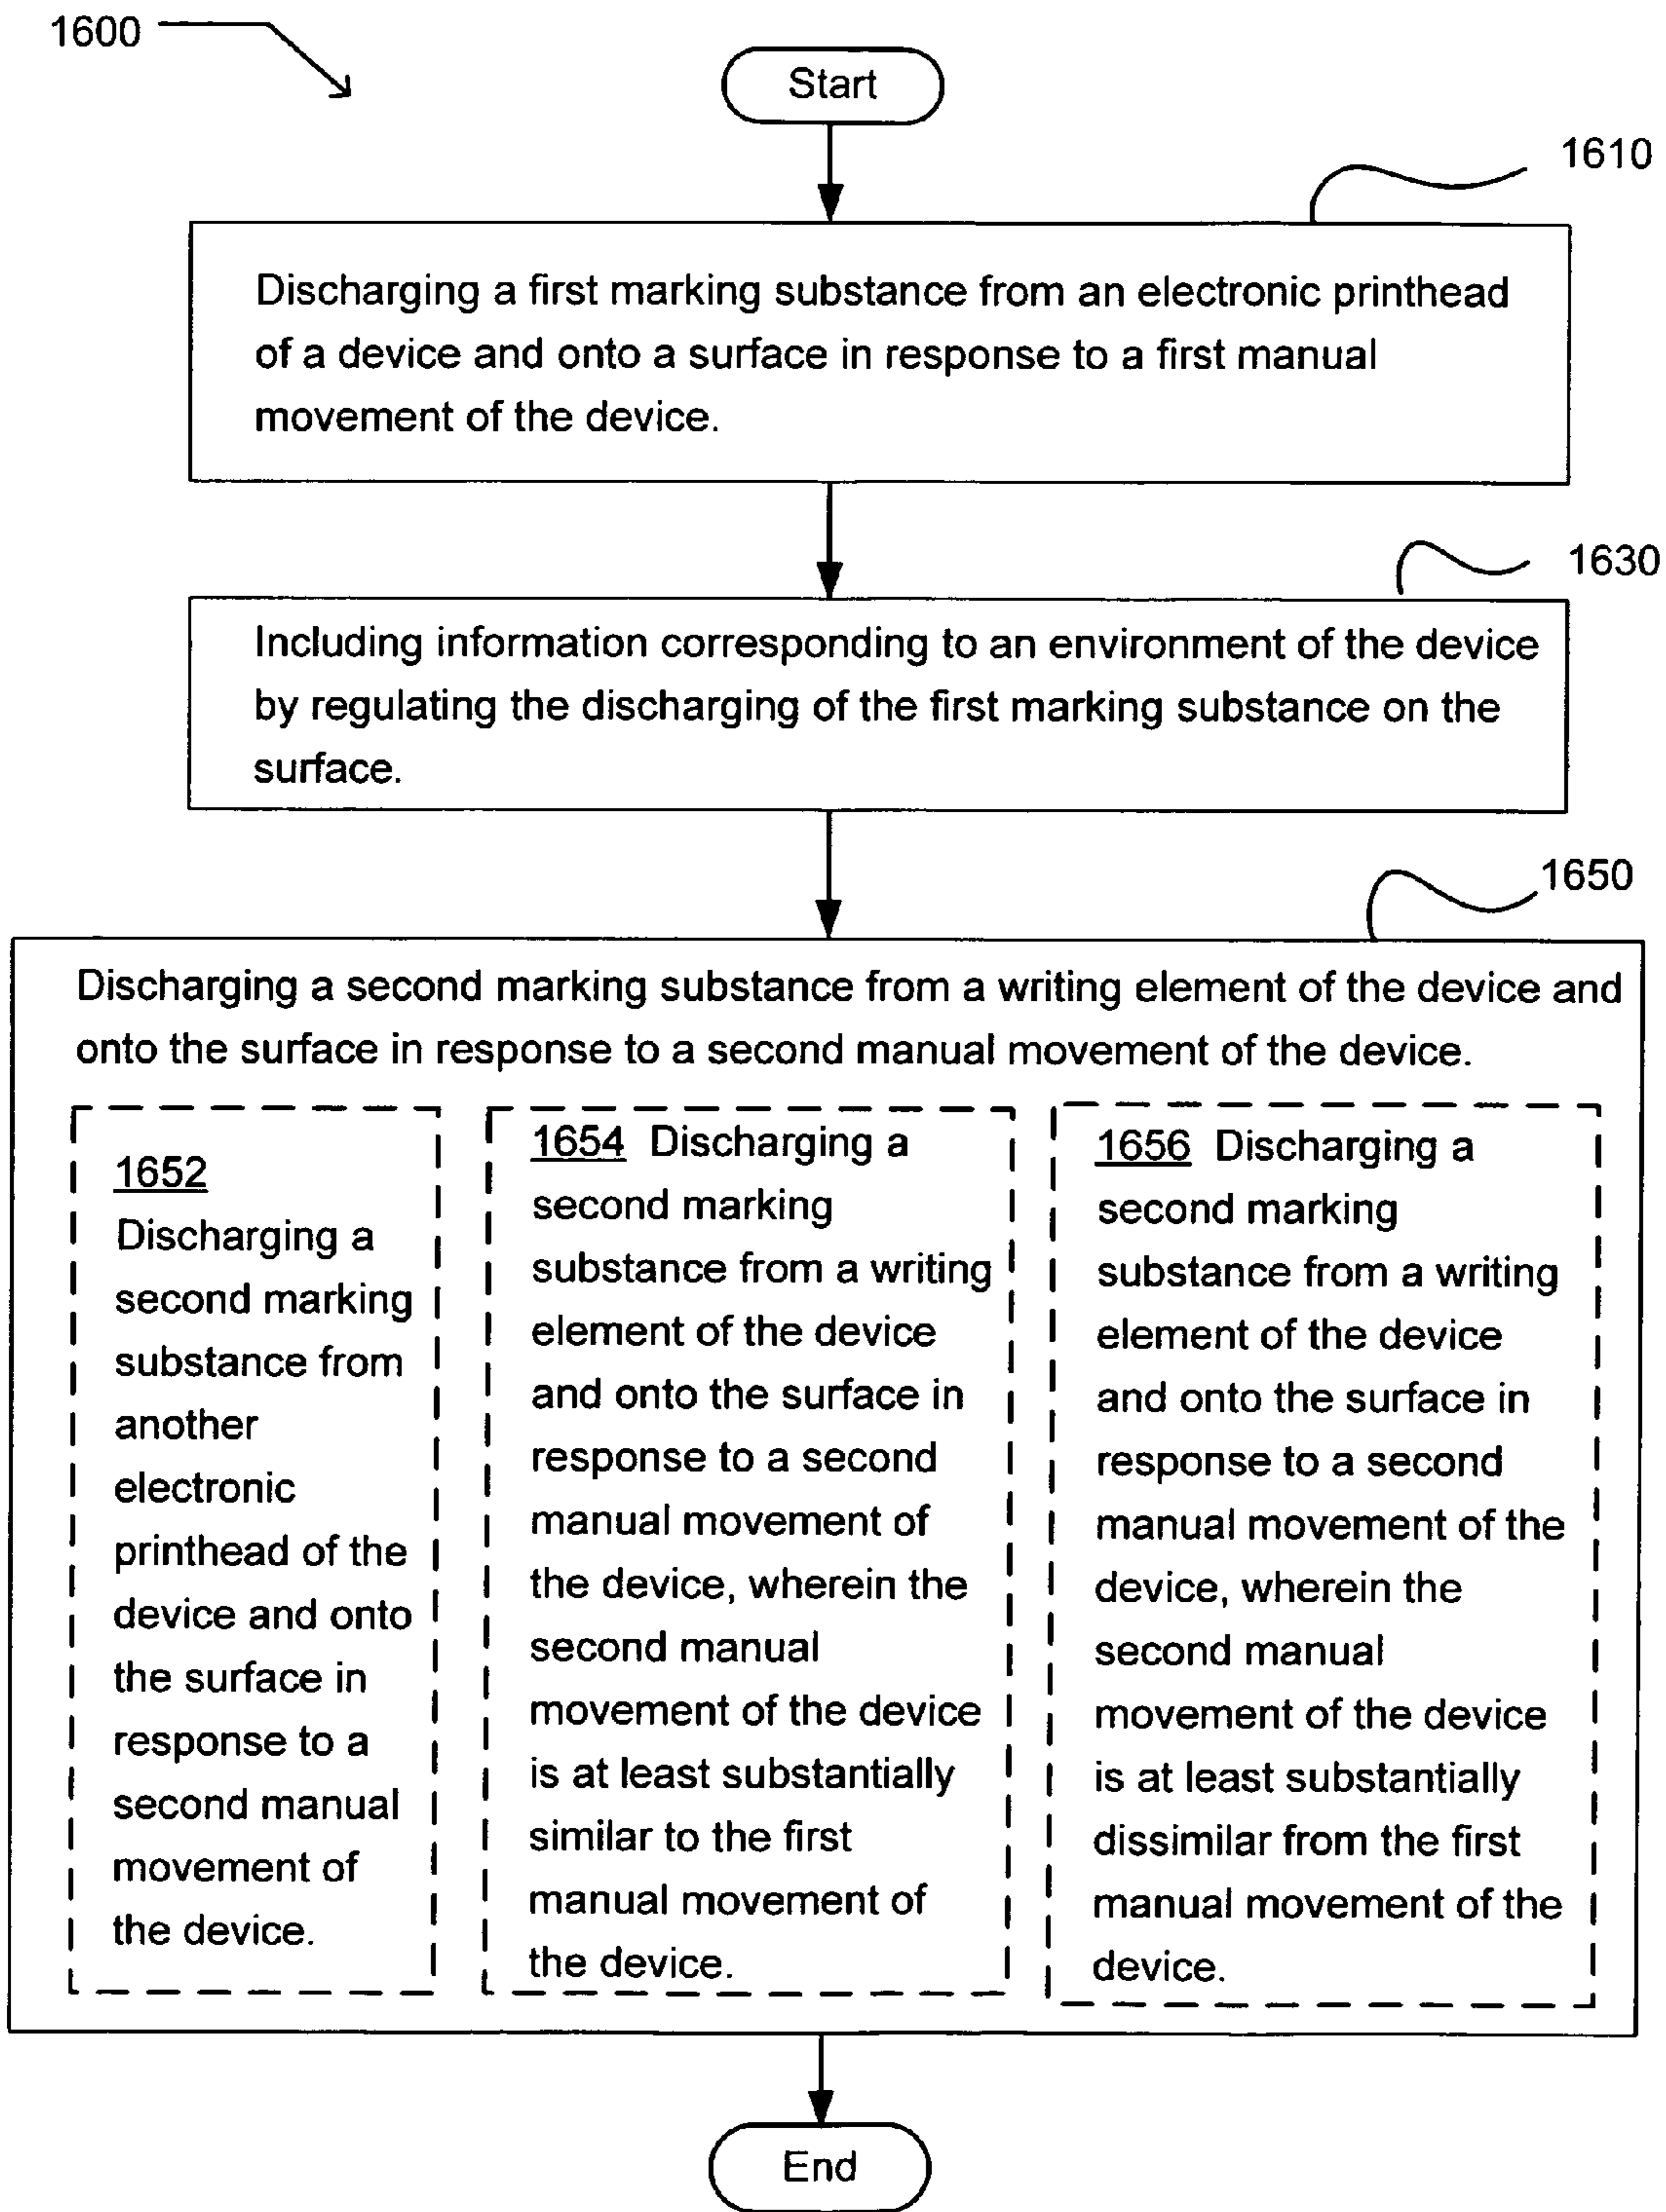 1600
Start
1610
Discharging a first marking substance from an electronic printhead
of a device and onto a surface in response to a first manual
movement of the device.
1630
Including information corresponding to an environment of the device
by regulating the discharging of the first marking substance on the
surface.
1650
Discharging a second marking substance from a writing element of the device and
onto the surface in response to a second manual movement of the device.
1652
Discharging a
second marking
substance from
another
electronic
printhead of the
device and onto
the surface in
response to a
second manual
movement of
the device.
1654 Discharging a
second marking
substance from a writing
element of the device
and onto the surface in
response to a second
manual movement of
the device, wherein the
second manual
movement of the device
is at least substantially
similar to the first
manual movement of
the device.
1656 Discharging a
second marking
substance from a writing
element of the device
and onto the surface in
response to a second
manual movement of the
device, wherein the
second manual
movement of the device
is at least substantially
dissimilar from the first
manual movement of the
device.
End